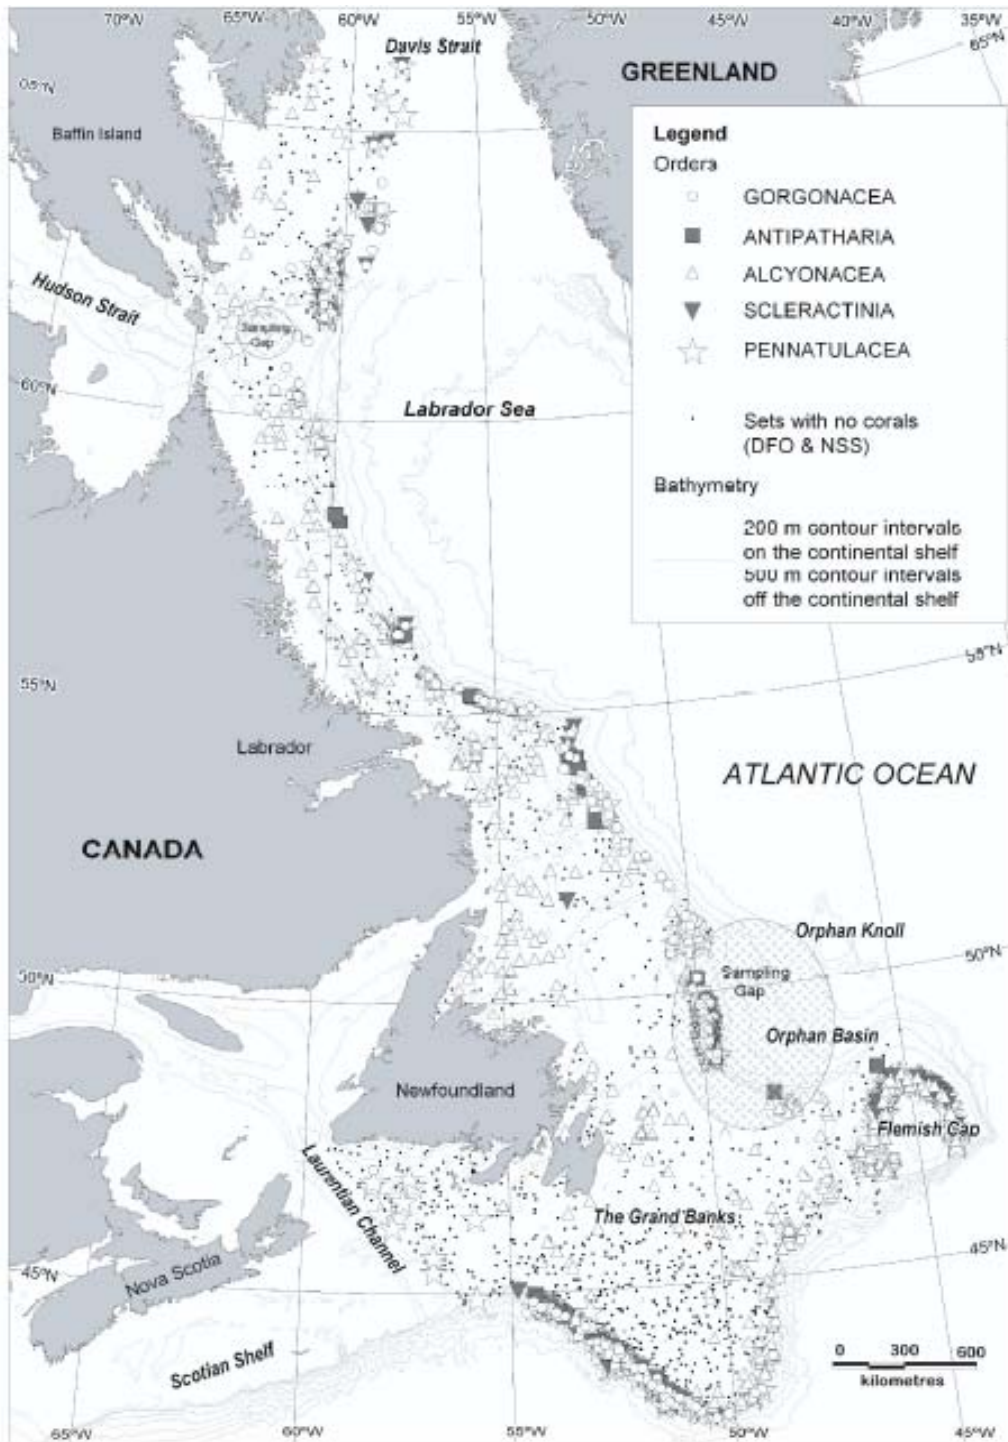 70°W 65°W 60°W 55°W 50°W 45°W 40°W 35°W
Davis Strait
65°N
GREENLAND
65°N
Baffin Island
Legend
Orders
GORGONACEA
ANTIPATHARIA
ALCYONACEA
SCLERACTINIA
PENNATULACEA
Sets with no corals
(DFO & NSS)
Bathymetry
200 m contour intervals
on the continental shelf
500 m contour intervals
off the continental shelf
Hudson Strait
Sampling
Gap
60°N
Labrador Sea
55°N
55°N
Labrador
ATLANTIC OCEAN
CANADA
Orphan Knoll
50°N
50°N
Sampling
Gap
Orphan Basin
Newfoundland
Flemish Cap
Laurentian Channel
The Grand Banks
45°N
45°N
Nova Scotia
Scotian Shelf
0 300 600
kilometres
65°W 60°W 55°W 50°W 45°W